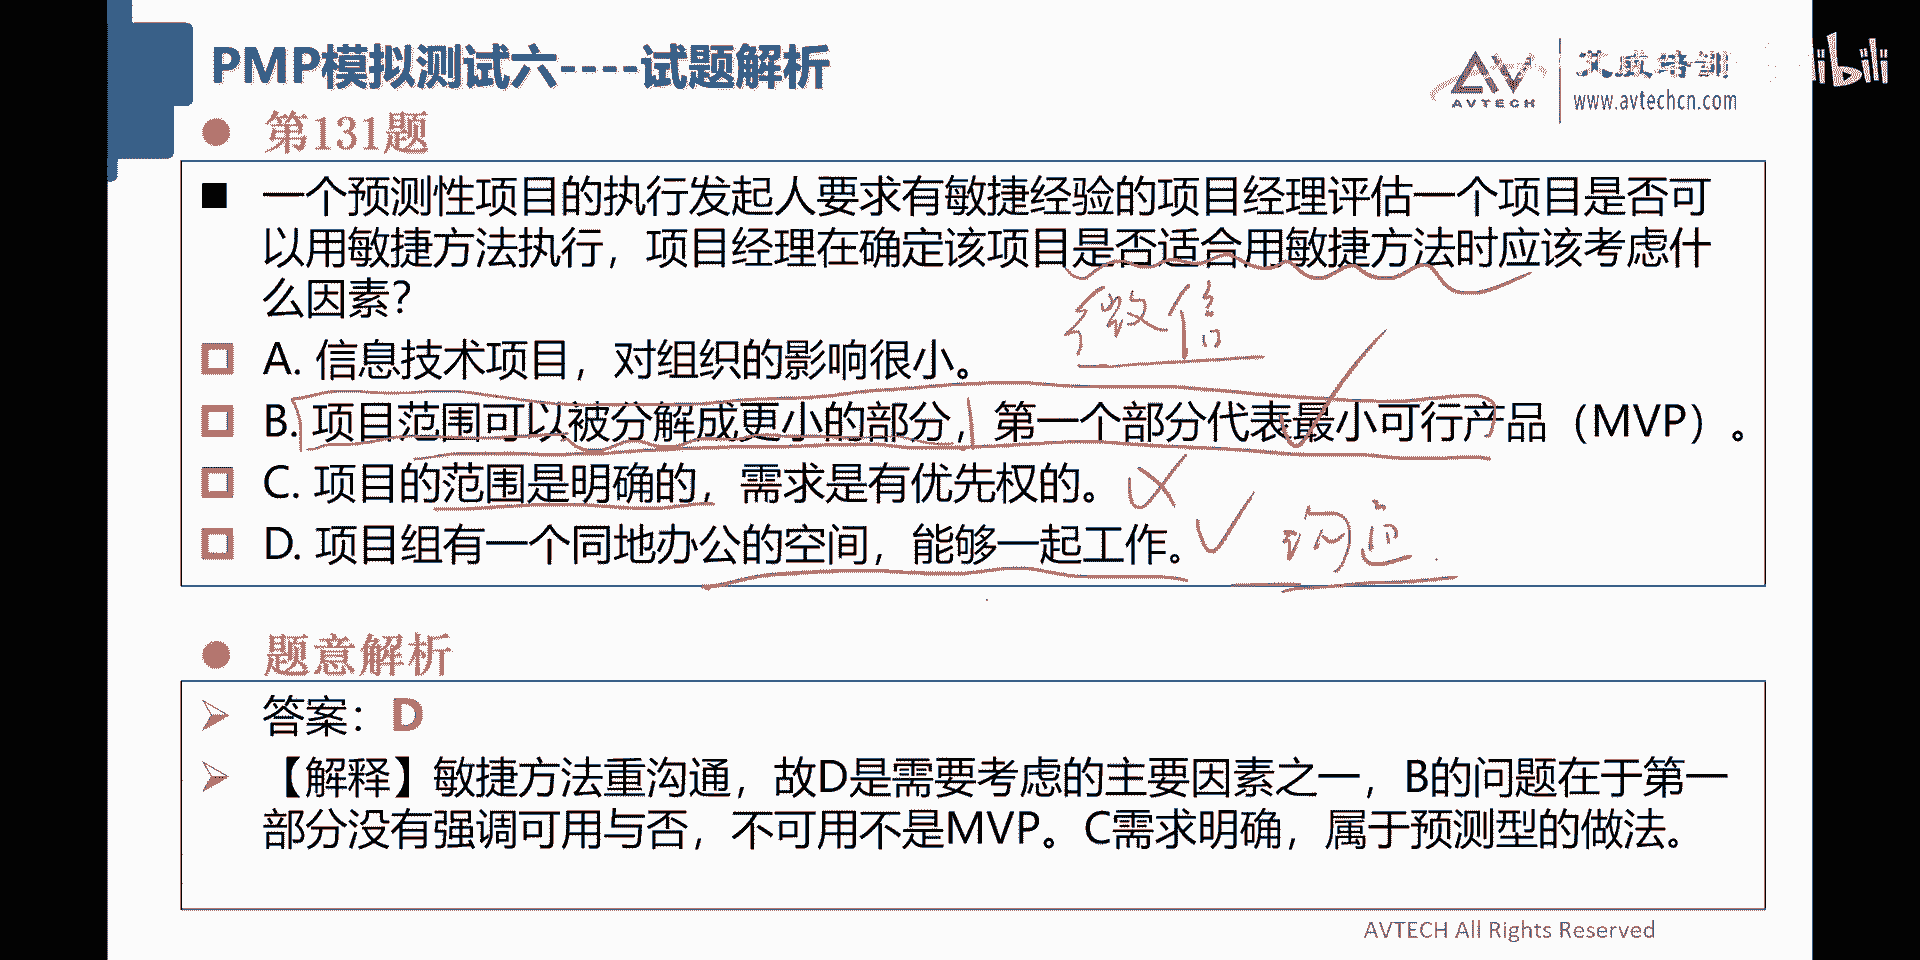 PMP模拟测试六----试题解析
AVTECH
艾威培训
www.avtechcn.com
第131题
一个预测性项目的执行发起人要求有敏捷经验的项目经理评估一个项目是否可
以用敏捷方法执行，项目经理在确定该项目是否适合用敏捷方法时应该考虑什
么因素？
微信
A. 信息技术项目，对组织的影响很小。
B. 项目范围可以被分解成更小的部分，第一个部分代表最小可行产品（MVP）。
C. 项目的范围是明确的，需求是有优先权的。
D. 项目组有一个同地办公的空间，能够一起工作。
沟通
题意解析
答案：D
【解释】敏捷方法重沟通，故D是需要考虑的主要因素之一，B的问题在于第一
部分没有强调可用与否，不可用不是MVP。C需求明确，属于预测型的做法。
AVTECH All Rights Reserved